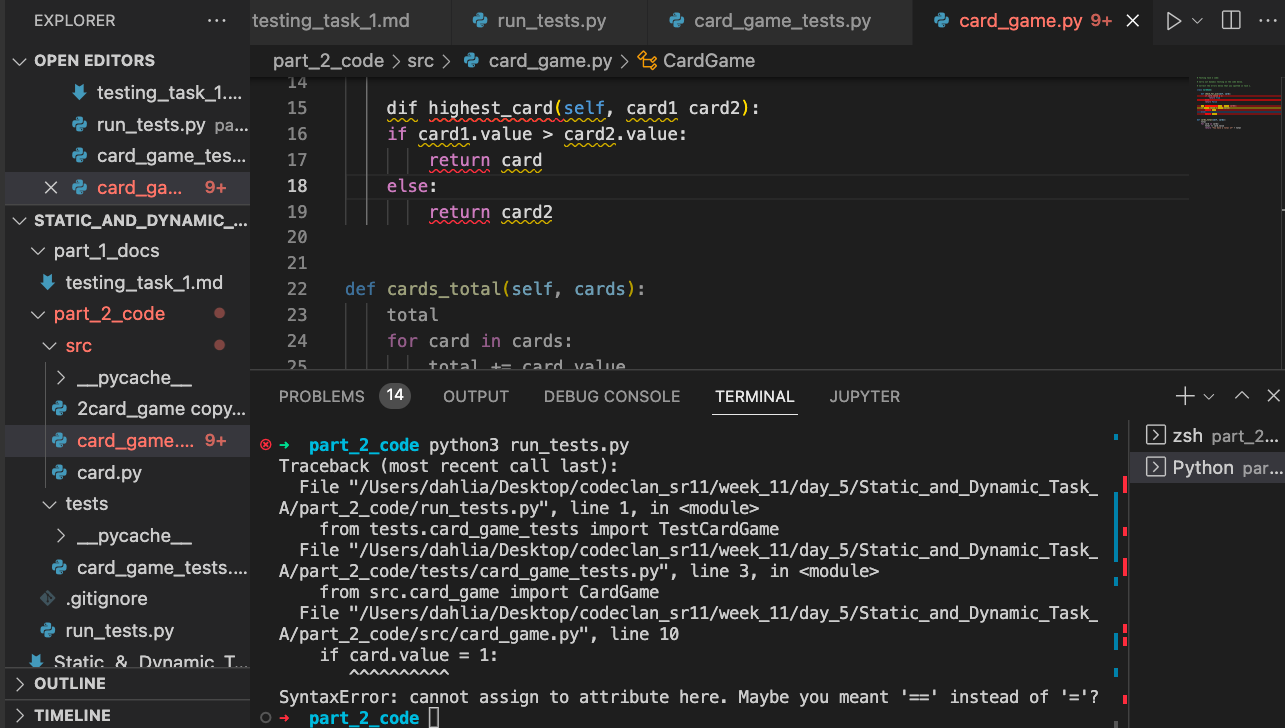 EXPLORER
testing_task_1.md run_tests.py card_game_tests.py card_game.py 9+
OPEN EDITORS
testing_task_1....
run_tests.py pa...
card_game_tes...
card_ga... 9+
STATIC_AND_DYNAMIC_...
part_1_docs
testing_task_1.md
part_2_code
src
__pycache__
2card_game copy...
card_game.... 9+
card.py
tests
__pycache__
card_game_tests....
.gitignore
run_tests.py
Static_&_Dynamic_T...
OUTLINE
TIMELINE
part_2_code > src > card_game.py > CardGame
14
15 dif highest_card(self, card1 card2):
16 if card1.value > card2.value:
17 return card
18 else:
19 return card2
20
21
22 def cards_total(self, cards):
23 total
24 for card in cards:
25 total += card.value
PROBLEMS 14 OUTPUT DEBUG CONSOLE TERMINAL JUPYTER
part_2_code python3 run_tests.py
Traceback (most recent call last):
File "/Users/dahlia/Desktop/codeclan_sr11/week_11/day_5/Static_and_Dynamic_Task_
A/part_2_code/run_tests.py", line 1, in <module>
from tests.card_game_tests import TestCardGame
File "/Users/dahlia/Desktop/codeclan_sr11/week_11/day_5/Static_and_Dynamic_Task_
A/part_2_code/tests/card_game_tests.py", line 3, in <module>
from src.card_game import CardGame
File "/Users/dahlia/Desktop/codeclan_sr11/week_11/day_5/Static_and_Dynamic_Task_
A/part_2_code/src/card_game.py", line 10
if card.value = 1:
^^^^^^^^^^
SyntaxError: cannot assign to attribute here. Maybe you meant '==' instead of '='?
part_2_code
zsh part_2...
Python par...